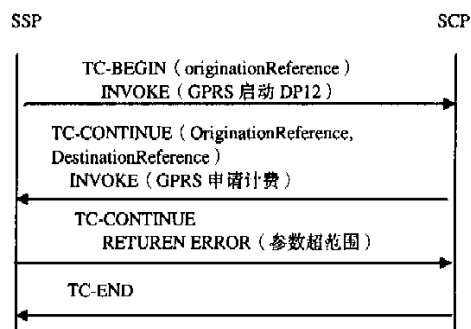 SSP SCP
TC-BEGIN（originationReference）
INVOKE（GPRS 启动 DP12）
TC-CONTINUE（OriginationReference,
DestinationReference）
INVOKE（GPRS 申请计费）
TC-CONTINUE
RETUREN ERROR（参数超范围）
TC-END